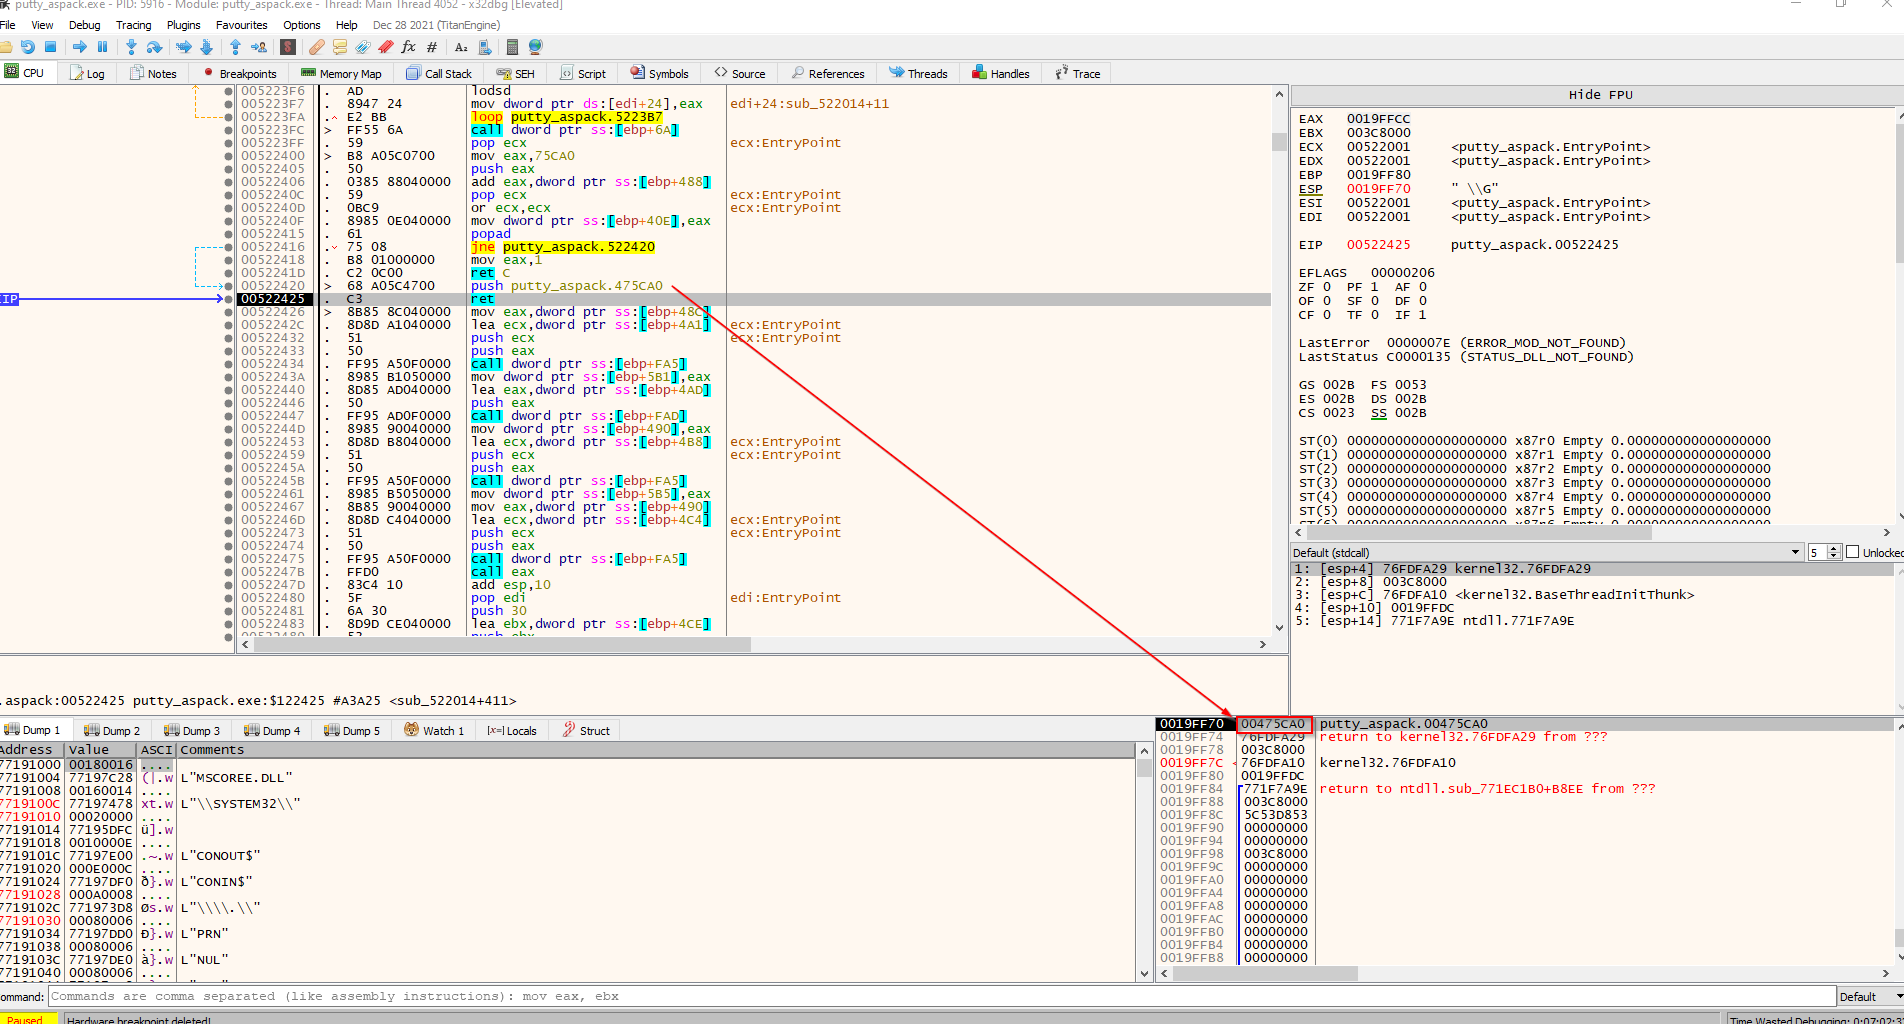 putty_aspack.exe - PID: 5916 - Module: putty_aspack.exe - Thread: Main Thread 4052 - x32dbg [Elevated]
File View Debug Tracing Plugins Favourites Options Help Dec 28 2021 (TitanEngine)
CPU Log Notes Breakpoints Memory Map Call Stack SEH Script Symbols Source References Threads Handles Trace
005223F6 . AD lodsd
005223F7 . 8947 24 mov dword ptr ds:[edi+24],eax edi+24:sub_522014+11
005223FA .^ E2 BB loop putty_aspack.5223B7
005223FC > FF55 6A call dword ptr ss:[ebp+6A]
005223FF . 59 pop ecx ecx:EntryPoint
00522400 > B8 A05C0700 mov eax,75CA0
00522405 . 50 push eax
00522406 . 0385 88040000 add eax,dword ptr ss:[ebp+488]
0052240C . 59 pop ecx ecx:EntryPoint
0052240D . 0BC9 or ecx,ecx ecx:EntryPoint
0052240F . 8985 0E040000 mov dword ptr ss:[ebp+40E],eax
00522415 . 61 popad
00522416 .v 75 08 jne putty_aspack.522420
00522418 . B8 01000000 mov eax,1
0052241D . C2 0C00 ret C
00522420 > 68 A05C4700 push putty_aspack.475CA0
EIP 00522425 . C3 ret
00522426 > 8B85 8C040000 mov eax,dword ptr ss:[ebp+48C]
0052242C . 8D8D A1040000 lea ecx,dword ptr ss:[ebp+4A1] ecx:EntryPoint
00522432 . 51 push ecx ecx:EntryPoint
00522433 . 50 push eax
00522434 . FF95 A50F0000 call dword ptr ss:[ebp+FA5]
0052243A . 8985 B1050000 mov dword ptr ss:[ebp+5B1],eax
00522440 . 8D85 AD040000 lea eax,dword ptr ss:[ebp+4AD]
00522446 . 50 push eax
00522447 . FF95 AD0F0000 call dword ptr ss:[ebp+FAD]
0052244D . 8985 90040000 mov dword ptr ss:[ebp+490],eax
00522453 . 8D8D B8040000 lea ecx,dword ptr ss:[ebp+4B8] ecx:EntryPoint
00522459 . 51 push ecx ecx:EntryPoint
0052245A . 50 push eax
0052245B . FF95 A50F0000 call dword ptr ss:[ebp+FA5]
00522461 . 8985 B5050000 mov dword ptr ss:[ebp+5B5],eax
00522467 . 8B85 90040000 mov eax,dword ptr ss:[ebp+490]
0052246D . 8D8D C4040000 lea ecx,dword ptr ss:[ebp+4C4] ecx:EntryPoint
00522473 . 51 push ecx ecx:EntryPoint
00522474 . 50 push eax
00522475 . FF95 A50F0000 call dword ptr ss:[ebp+FA5]
0052247B . FFD0 call eax
0052247D . 83C4 10 add esp,10
00522480 . 5F pop edi edi:EntryPoint
00522481 . 6A 30 push 30
00522483 . 8D9D CE040000 lea ebx,dword ptr ss:[ebp+4CE]
.aspack:00522425 putty_aspack.exe:$122425 #A3A25 <sub_522014+411>
Hide FPU
EAX 0019FFCC
EBX 003C8000
ECX 00522001 <putty_aspack.EntryPoint>
EDX 00522001 <putty_aspack.EntryPoint>
EBP 0019FF80
ESP 0019FF70 " \\G"
ESI 00522001 <putty_aspack.EntryPoint>
EDI 00522001 <putty_aspack.EntryPoint>
EIP 00522425 putty_aspack.00522425
EFLAGS 00000206
ZF 0 PF 1 AF 0
OF 0 SF 0 DF 0
CF 0 TF 0 IF 1
LastError 0000007E (ERROR_MOD_NOT_FOUND)
LastStatus C0000135 (STATUS_DLL_NOT_FOUND)
GS 002B FS 0053
ES 002B DS 002B
CS 0023 SS 002B
ST(0) 00000000000000000000 x87r0 Empty 0.000000000000000000
ST(1) 00000000000000000000 x87r1 Empty 0.000000000000000000
ST(2) 00000000000000000000 x87r2 Empty 0.000000000000000000
ST(3) 00000000000000000000 x87r3 Empty 0.000000000000000000
ST(4) 00000000000000000000 x87r4 Empty 0.000000000000000000
ST(5) 00000000000000000000 x87r5 Empty 0.000000000000000000
Default (stdcall) 5 Unlocked
1: [esp+4] 76FDFA29 kernel32.76FDFA29
2: [esp+8] 003C8000
3: [esp+C] 76FDFA10 <kernel32.BaseThreadInitThunk>
4: [esp+10] 0019FFDC
5: [esp+14] 771F7A9E ntdll.771F7A9E
Dump 1 Dump 2 Dump 3 Dump 4 Dump 5 Watch 1 [x=] Locals Struct
Address Value ASCI Comments
77191000 00180016 ....
77191004 77197C28 (|.w L"MSCOREE.DLL"
77191008 00160014 ....
7719100C 77197478 xt.w L"\\SYSTEM32\\"
77191010 00020000 ....
77191014 77195DFC ü].w
77191018 0010000E ....
7719101C 77197E00 .~.w L"CONOUT$"
77191020 000E000C ....
77191024 77197DF0 ð}.w L"CONIN$"
77191028 000A0008 ....
7719102C 771973D8 Øs.w L"\\\\.\\"
77191030 00080006 ....
77191034 77197DD0 Ð}.w L"PRN"
77191038 00080006 ....
7719103C 77197DE0 à}.w L"NUL"
77191040 00080006 ....
0019FF70 00475CA0 putty_aspack.00475CA0
0019FF74 76FDFA29 return to kernel32.76FDFA29 from ???
0019FF78 003C8000
0019FF7C 76FDFA10 kernel32.76FDFA10
0019FF80 0019FFDC
0019FF84 771F7A9E return to ntdll.sub_771EC1B0+B8EE from ???
0019FF88 003C8000
0019FF8C 5C53D853
0019FF90 00000000
0019FF94 00000000
0019FF98 003C8000
0019FF9C 00000000
0019FFA0 00000000
0019FFA4 00000000
0019FFA8 00000000
0019FFAC 00000000
0019FFB0 00000000
0019FFB4 00000000
0019FFB8 00000000
ommand: Commands are comma separated (like assembly instructions): mov eax, ebx Default
Paused Hardware breakpoint deleted! Time Wasted Debugging: 0:07:02:3